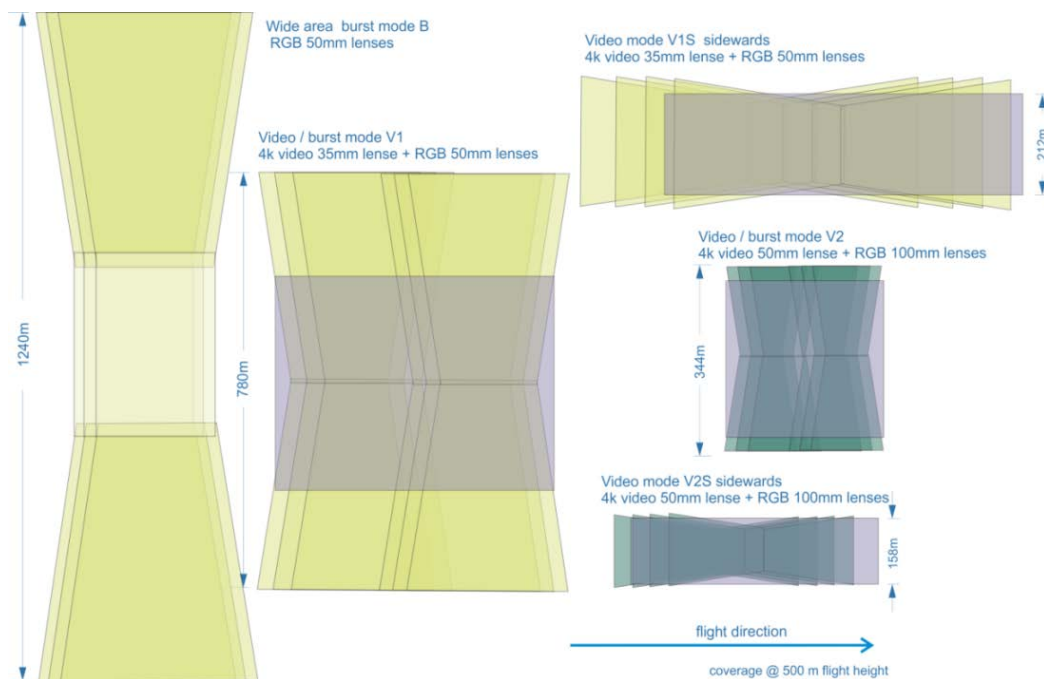 Wide area burst mode B
RGB 50mm lenses
1240m
Video / burst mode V1
4k video 35mm lense + RGB 50mm lenses
780m
Video mode V1S sidewards
4k video 35mm lense + RGB 50mm lenses
212m
Video / burst mode V2
4k video 50mm lense + RGB 100mm lenses
344m
Video mode V2S sidewards
4k video 50mm lense + RGB 100mm lenses
158m
flight direction
coverage @ 500 m flight height